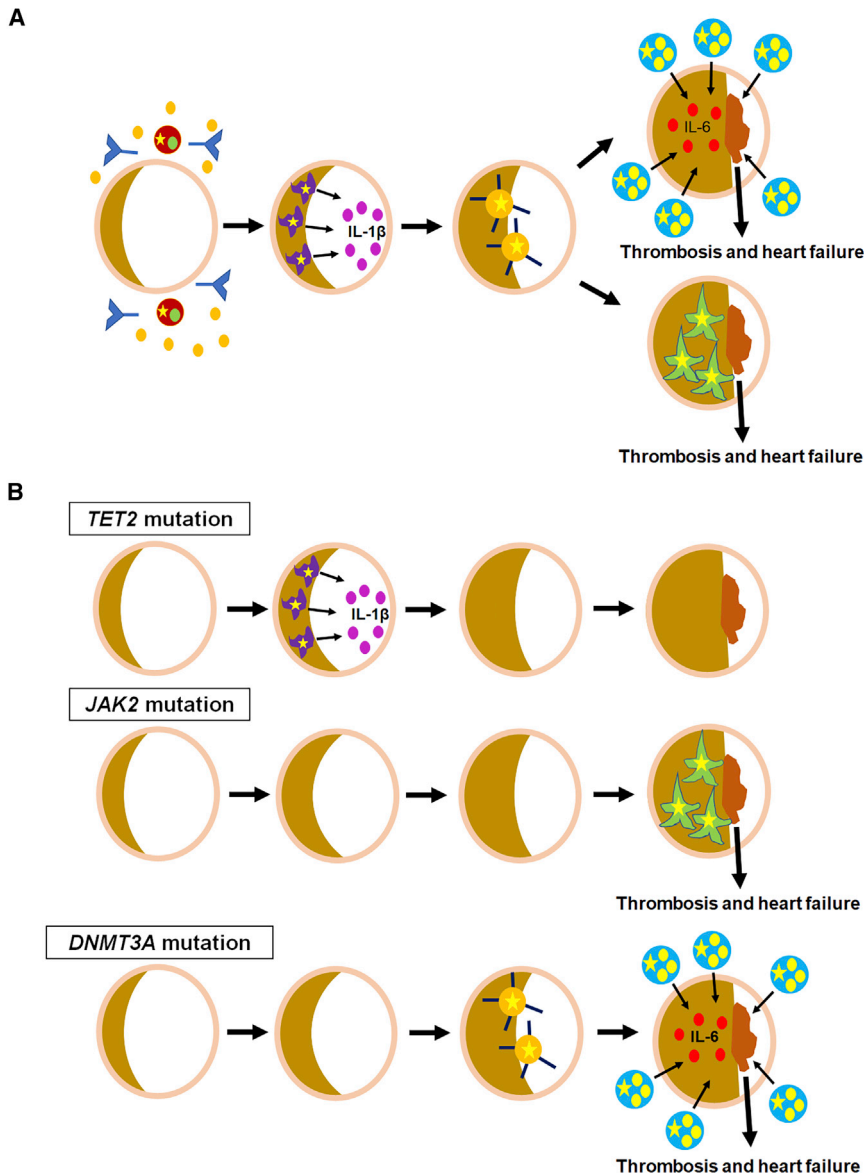 A
IL-6
IL-1β
Thrombosis and heart failure
Thrombosis and heart failure
B
TET2 mutation
IL-1β
JAK2 mutation
Thrombosis and heart failure
DNMT3A mutation
IL-6
Thrombosis and heart failure